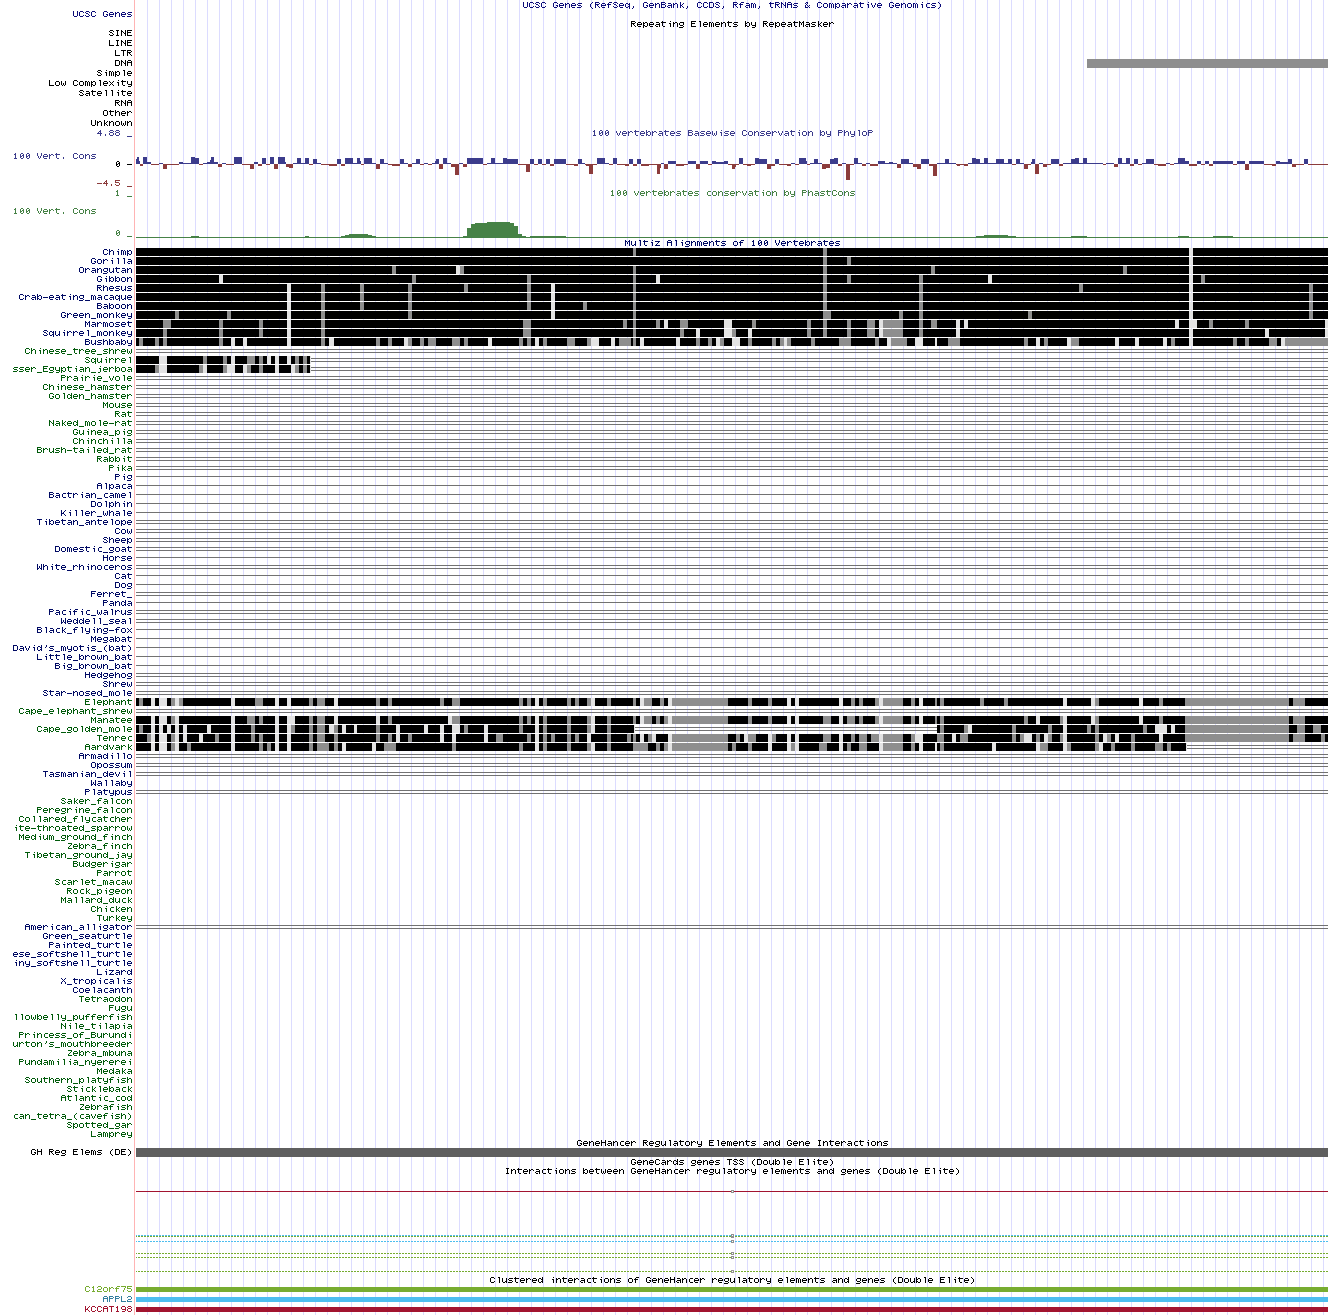 UCSC Genes (RefSeq, GenBank, CCDS, Rfam, tRNAs & Comparative Genomics)
UCSC Genes
Repeating Elements by RepeatMasker
SINE
LINE
LTR
DNA
Simple
Low Complexity
Satellite
RNA
Other
Unknown
4.88 _
100 vertebrates Basewise Conservation by PhyloP
100 Vert. Cons
0 _
-4.5 _
1 _
100 vertebrates conservation by PhastCons
100 Vert. Cons
0 _
Multiz Alignments of 100 Vertebrates
Chimp
Gorilla
Orangutan
Gibbon
Rhesus
Crab-eating_macaque
Baboon
Green_monkey
Marmoset
Squirrel_monkey
Bushbaby
Chinese_tree_shrew
Squirrel
sser_Egyptian_jerboa
Prairie_vole
Chinese_hamster
Golden_hamster
Mouse
Rat
Naked_mole-rat
Guinea_pig
Chinchilla
Brush-tailed_rat
Rabbit
Pika
Pig
Alpaca
Bactrian_camel
Dolphin
Killer_whale
Tibetan_antelope
Cow
Sheep
Domestic_goat
Horse
White_rhinoceros
Cat
Dog
Ferret_
Panda
Pacific_walrus
Weddell_seal
Black_flying-fox
Megabat
David's_myotis_(bat)
Little_brown_bat
Big_brown_bat
Hedgehog
Shrew
Star-nosed_mole
Elephant
Cape_elephant_shrew
Manatee
Cape_golden_mole
Tenrec
Aardvark
Armadillo
Opossum
Tasmanian_devil
Wallaby
Platypus
Saker_falcon
Peregrine_falcon
Collared_flycatcher
ite-throated_sparrow
Medium_ground_finch
Zebra_finch
Tibetan_ground_jay
Budgerigar
Parrot
Scarlet_macaw
Rock_pigeon
Mallard_duck
Chicken
Turkey
American_alligator
Green_seaturtle
Painted_turtle
ese_softshell_turtle
iny_softshell_turtle
Lizard
X_tropicalis
Coelacanth
Tetraodon
Fugu
llowbelly_pufferfish
Nile_tilapia
Princess_of_Burundi
urton's_mouthbreeder
Zebra_mbuna
Pundamilia_nyererei
Medaka
Southern_platyfish
Stickleback
Atlantic_cod
Zebrafish
can_tetra_(cavefish)
Spotted_gar
Lamprey
GeneHancer Regulatory Elements and Gene Interactions
GH Reg Elems (DE)
GeneCards genes TSS (Double Elite)
Interactions between GeneHancer regulatory elements and genes (Double Elite)
Clustered interactions of GeneHancer regulatory elements and genes (Double Elite)
C12orf75
APPL2
KCCAT198